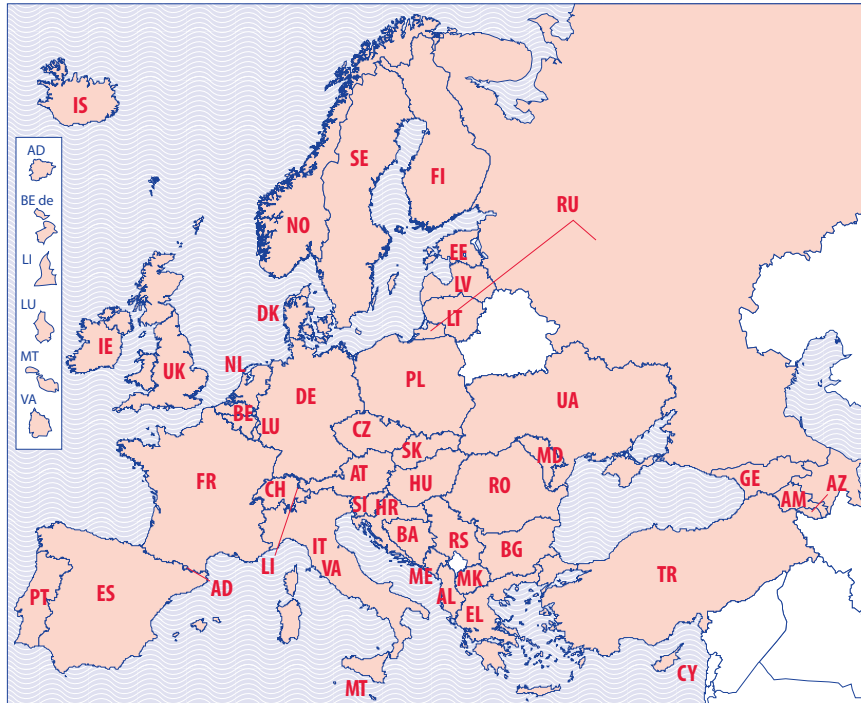 IS
AD
BE de
LI
LU
MT
VA
SE
FI
NO
RU
EE
LV
LT
DK
IE
UK
NL
BE
LU
DE
PL
UA
CZ
SK
MD
FR
CH
AT
HU
RO
GE
AM
AZ
SI
HR
BA
RS
BG
IT
VA
LI
ME
MK
AL
EL
TR
PT
ES
AD
MT
CY